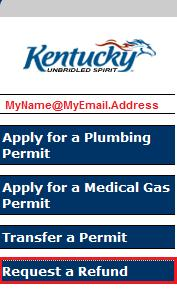 Kentucky
UNBRIDLED SPIRIT
MyName@MyEmail.Address
Apply for a Plumbing
Permit
Apply for a Medical Gas
Permit
Transfer a Permit
Request a Refund